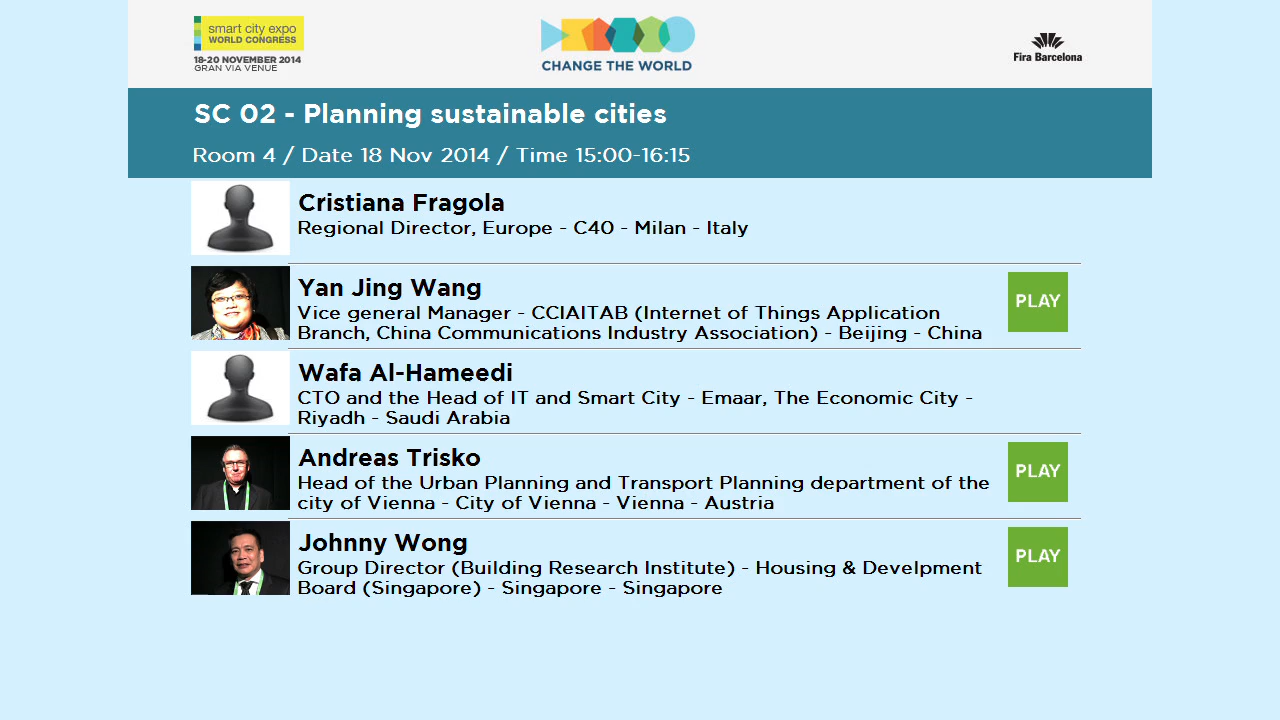 smart city expo
WORLD CONGRESS
18-20 NOVEMBER 2014
GRAN VIA VENUE
CHANGE THE WORLD
Fira Barcelona
SC 02 - Planning sustainable cities
Room 4 / Date 18 Nov 2014 / Time 15:00-16:15
Cristiana Fragola
Regional Director, Europe - C40 - Milan - Italy
Yan Jing Wang
Vice general Manager - CCIAITAB (Internet of Things Application
Branch, China Communications Industry Association) - Beijing - China
PLAY
Wafa Al-Hameedi
CTO and the Head of IT and Smart City - Emaar, The Economic City -
Riyadh - Saudi Arabia
Andreas Trisko
Head of the Urban Planning and Transport Planning department of the
city of Vienna - City of Vienna - Vienna - Austria
PLAY
Johnny Wong
Group Director (Building Research Institute) - Housing & Develpment
Board (Singapore) - Singapore - Singapore
PLAY